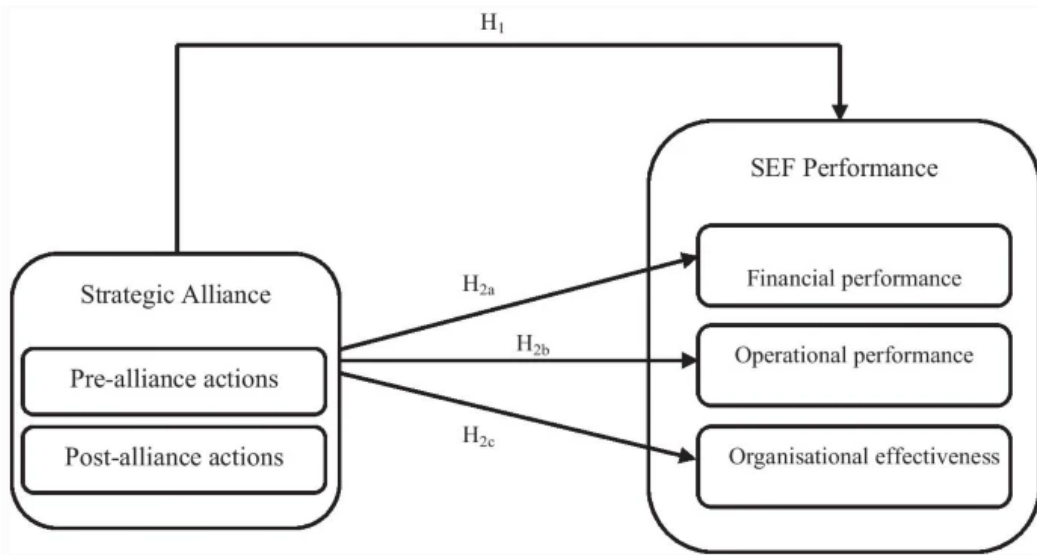 H1
SEF Performance
Strategic Alliance
Pre-alliance actions
Post-alliance actions
H2a
H2b
H2c
Financial performance
Operational performance
Organisational effectiveness